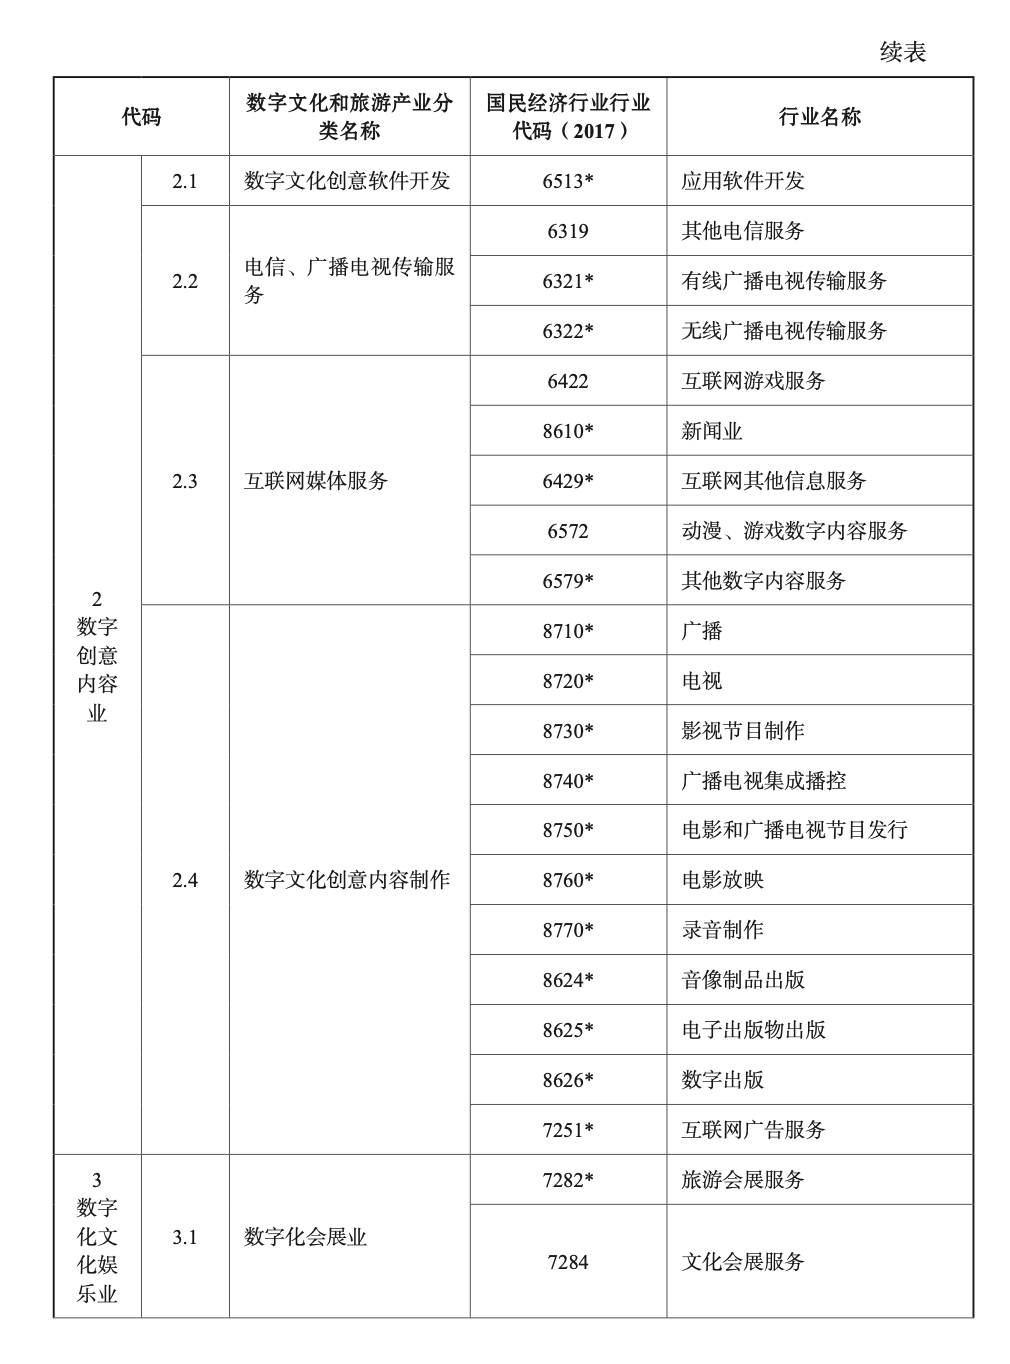 续表
代码
数字文化和旅游产业分
类名称
国民经济行业行业
代码（2017）
行业名称
2
数字
创意
内容
业
2.1
数字文化创意软件开发
6513*
应用软件开发
2.2
电信、广播电视传输服
务
6319
其他电信服务
6321*
有线广播电视传输服务
6322*
无线广播电视传输服务
2.3
互联网媒体服务
6422
互联网游戏服务
8610*
新闻业
6429*
互联网其他信息服务
6572
动漫、游戏数字内容服务
6579*
其他数字内容服务
2.4
数字文化创意内容制作
8710*
广播
8720*
电视
8730*
影视节目制作
8740*
广播电视集成播控
8750*
电影和广播电视节目发行
8760*
电影放映
8770*
录音制作
8624*
音像制品出版
8625*
电子出版物出版
8626*
数字出版
7251*
互联网广告服务
3
数字
化文
化娱
乐业
3.1
数字化会展业
7282*
旅游会展服务
7284
文化会展服务